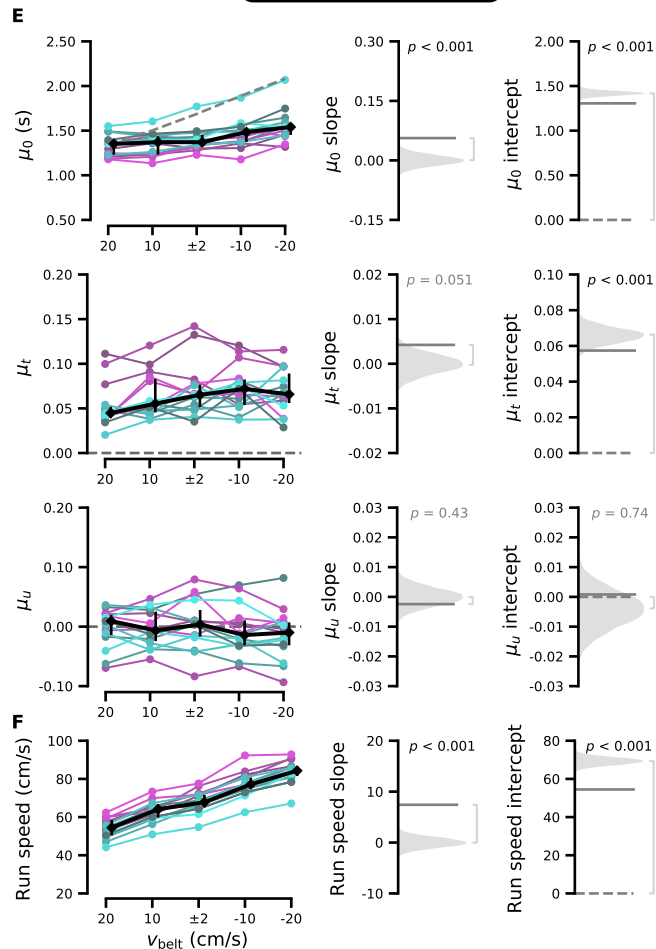 E
2.50
2.00
1.50
1.00
0.50
μ0 (s)
20 10 ±2 -10 -20
0.30
0.15
0.00
-0.15
μ0 slope
p < 0.001
2.00
1.50
1.00
0.50
0.00
μ0 intercept
p < 0.001
0.20
0.15
0.10
0.05
0.00
μt
20 10 ±2 -10 -20
0.02
0.01
0.00
-0.01
-0.02
μt slope
p = 0.051
0.10
0.08
0.06
0.04
0.02
0.00
μt intercept
p < 0.001
0.20
0.10
0.00
-0.10
μu
20 10 ±2 -10 -20
0.03
0.02
0.01
0.00
-0.01
-0.02
-0.03
μu slope
p = 0.43
0.03
0.02
0.01
0.00
-0.01
-0.02
-0.03
μu intercept
p = 0.74
F
100
80
60
40
20
Run speed (cm/s)
20 10 ±2 -10 -20
vbelt (cm/s)
20
10
0
-10
Run speed slope
p < 0.001
80
60
40
20
0
Run speed intercept
p < 0.001